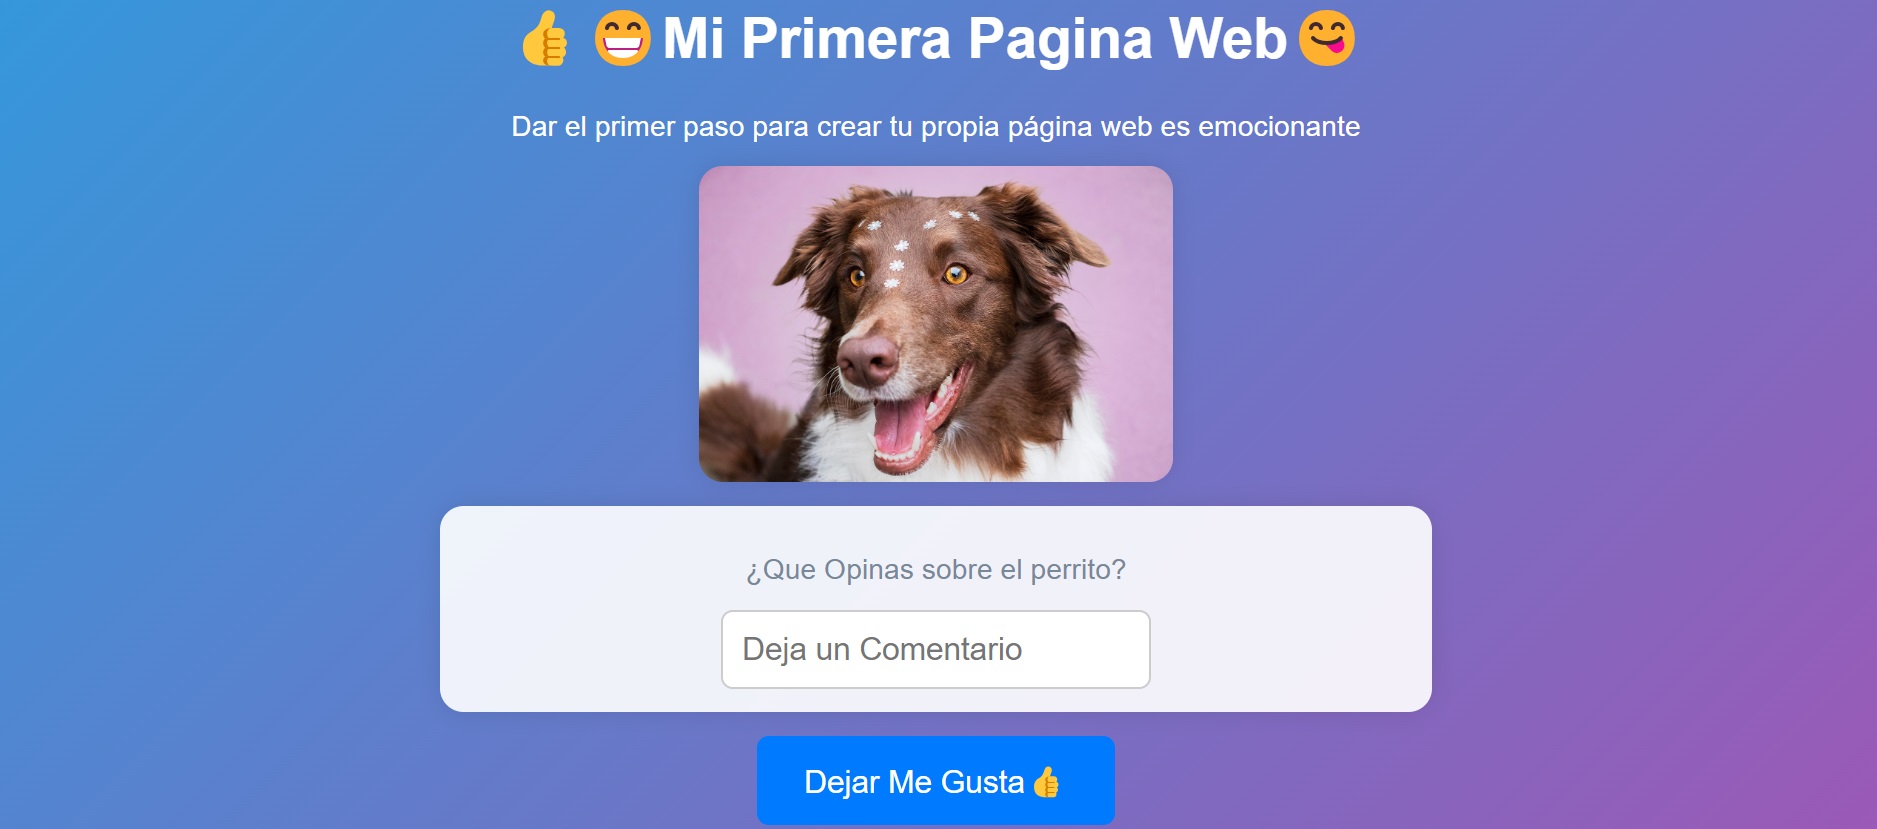 👍 😁Mi Primera Pagina Web😋
Dar el primer paso para crear tu propia página web es emocionante
¿Que Opinas sobre el perrito?
Deja un Comentario
Dejar Me Gusta👍